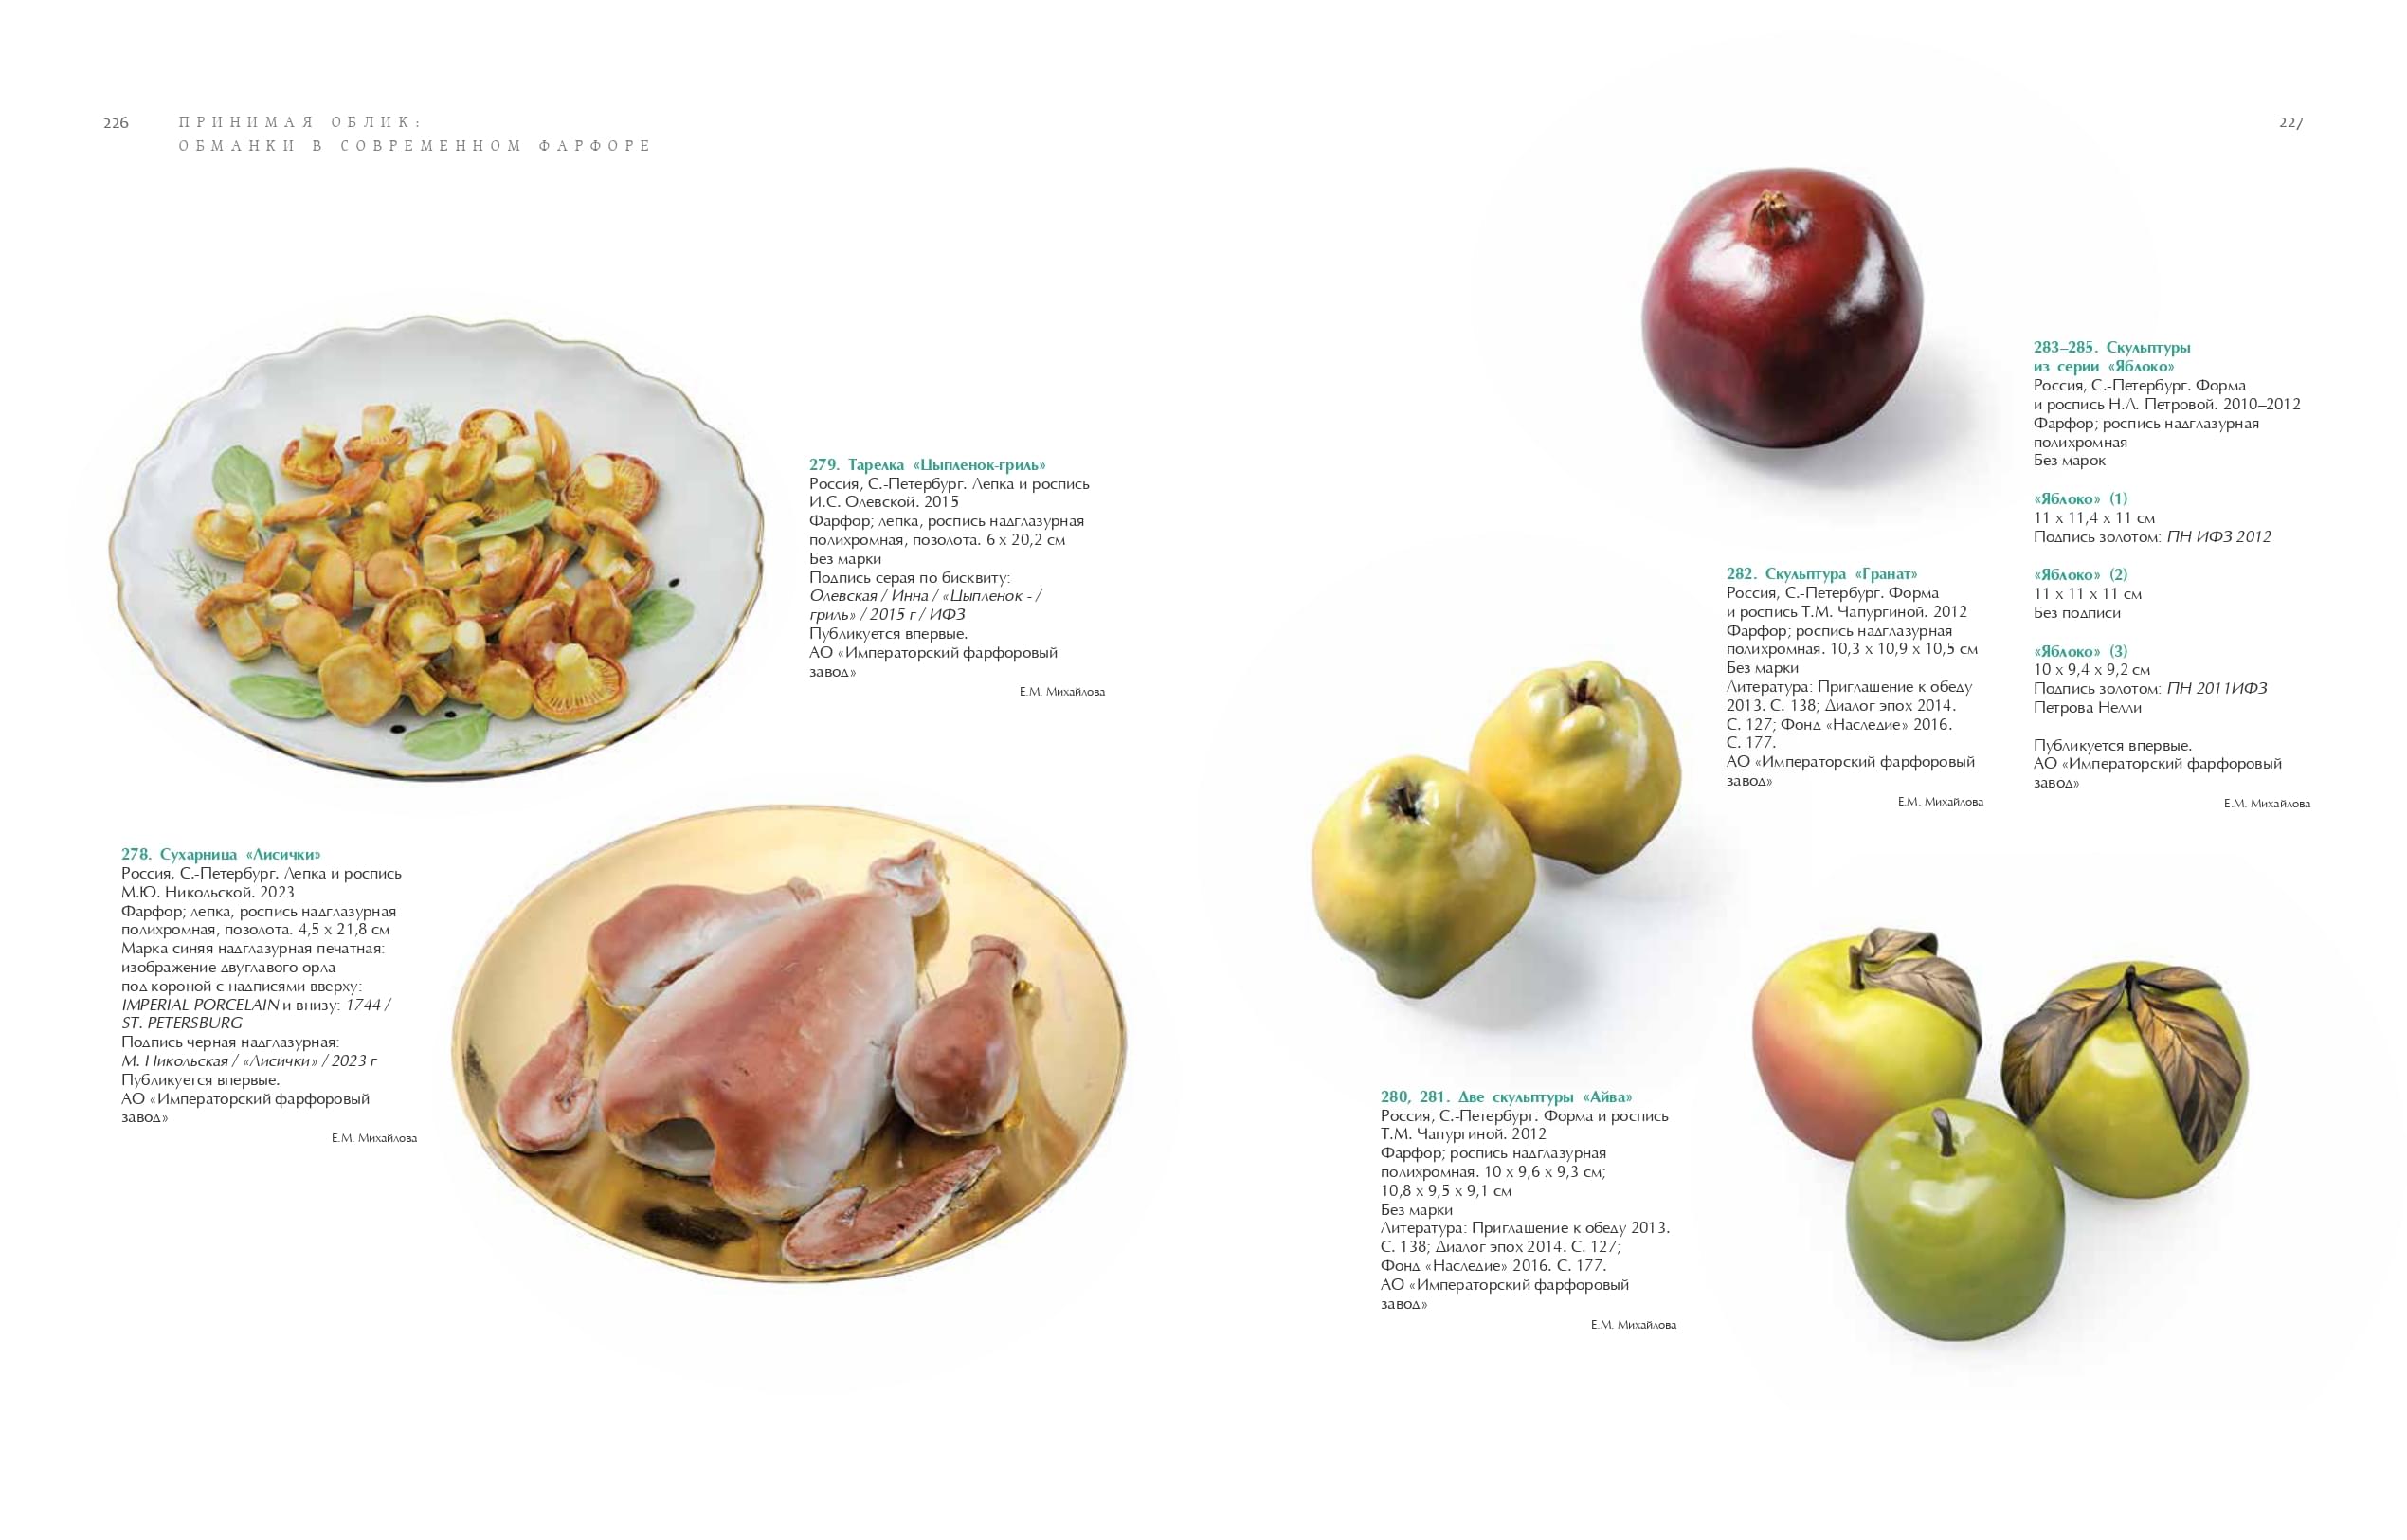 226
ПРИНИМАЯ ОБЛИК:
ОБМАНКИ В СОВРЕМЕННОМ ФАРФОРЕ
279. Тарелка «Цыпленок-гриль»
Россия, С.-Петербург. Лепка и роспись
И.С. Олевской. 2015
Фарфор; лепка, роспись надглазурная
полихромная, позолота. 6 x 20,2 см
Без марки
Подпись серая по бисквиту:
Олевская / Инна / «Цыпленок - /
гриль» / 2015 г / ИФЗ
Публикуется впервые.
АО «Императорский фарфоровый
завод»
Е.М. Михайлова
278. Сухарница «Лисички»
Россия, С.-Петербург. Лепка и роспись
М.Ю. Никольской. 2023
Фарфор; лепка, роспись надглазурная
полихромная, позолота. 4,5 x 21,8 см
Марка синяя надглазурная печатная:
изображение двуглавого орла
под короной с надписями вверху:
IMPERIAL PORCELAIN и внизу: 1744 /
ST. PETERSBURG
Подпись черная надглазурная:
М. Никольская / «Лисички» / 2023 г
Публикуется впервые.
АО «Императорский фарфоровый
завод»
Е.М. Михайлова
227
283–285. Скульптуры
из серии «Яблоко»
Россия, С.-Петербург. Форма
и роспись Н.Л. Петровой. 2010–2012
Фарфор; роспись надглазурная
полихромная
Без марок
«Яблоко» (1)
11 x 11,4 x 11 см
Подпись золотом: ПН ИФЗ 2012
«Яблоко» (2)
11 x 11 x 11 см
Без подписи
«Яблоко» (3)
10 x 9,4 x 9,2 см
Подпись золотом: ПН 2011ИФЗ
Петрова Нелли
Публикуется впервые.
АО «Императорский фарфоровый
завод»
Е.М. Михайлова
282. Скульптура «Гранат»
Россия, С.-Петербург. Форма
и роспись Т.М. Чапургиной. 2012
Фарфор; роспись надглазурная
полихромная. 10,3 x 10,9 x 10,5 см
Без марки
Литература: Приглашение к обеду
2013. С. 138; Диалог эпох 2014.
С. 127; Фонд «Наследие» 2016.
С. 177.
АО «Императорский фарфоровый
завод»
Е.М. Михайлова
280, 281. Две скульптуры «Айва»
Россия, С.-Петербург. Форма и роспись
Т.М. Чапургиной. 2012
Фарфор; роспись надглазурная
полихромная. 10 x 9,6 x 9,3 см;
10,8 x 9,5 x 9,1 см
Без марки
Литература: Приглашение к обеду 2013.
С. 138; Диалог эпох 2014. С. 127;
Фонд «Наследие» 2016. С. 177.
АО «Императорский фарфоровый
завод»
Е.М. Михайлова